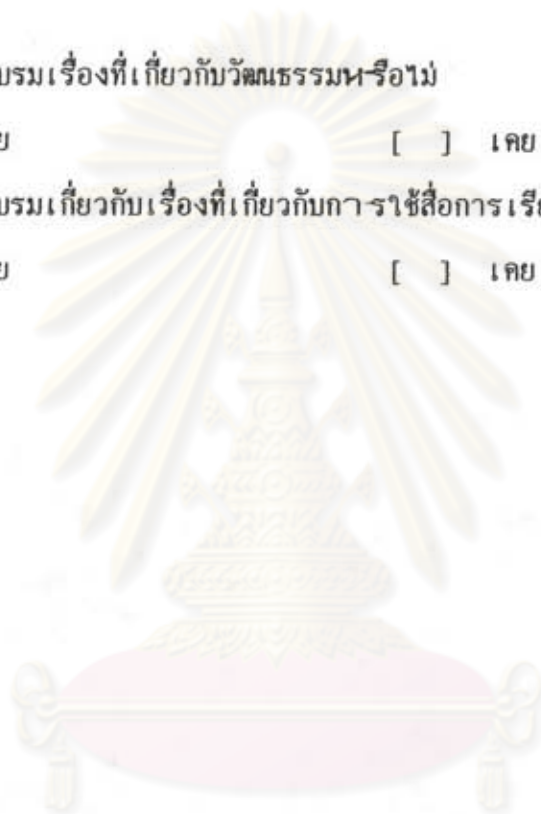 บรมเรื่องที่เกี่ยวกับวัฒนธรรมหรือไม่
ย [ ] เคย
บรมเกี่ยวกับเรื่องที่เกี่ยวกับการใช้สื่อการเรีย
ย [ ] เคย